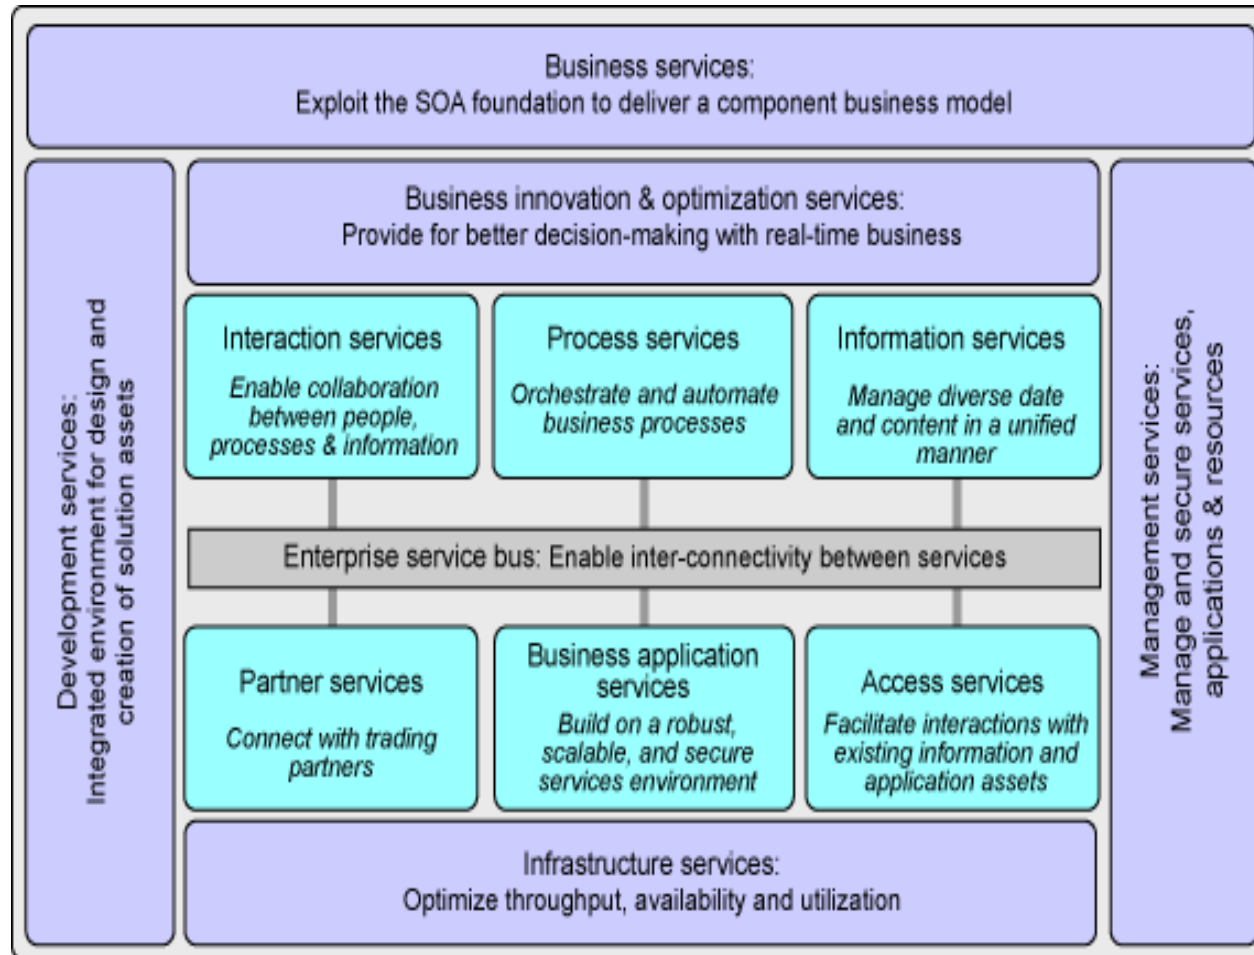 Business services:
Exploit the SOA foundation to deliver a component business model
Development services:
Integrated environment for design and
creation of solution assets
Business innovation & optimization services:
Provide for better decision-making with real-time business
Interaction services
Enable collaboration
between people,
processes & information
Process services
Orchestrate and automate
business processes
Information services
Manage diverse date
and content in a unified
manner
Enterprise service bus: Enable inter-connectivity between services
Partner services
Connect with trading
partners
Business application
services
Build on a robust,
scalable, and secure
services environment
Access services
Facilitate interactions with
existing information and
application assets
Infrastructure services:
Optimize throughput, availability and utilization
Management services:
Manage and secure services,
applications & resources